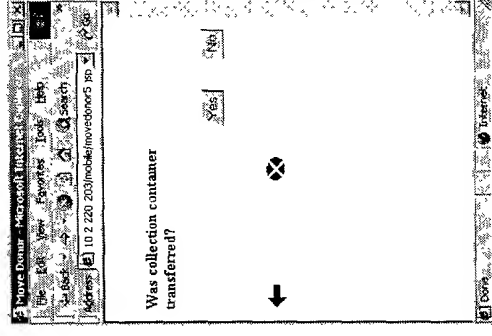 Move Donor - Microsoft Internet
File Edit View Favorites Tools Help
Back Search
Address 10 2 220 203/mobile/movedonor5 jsp Go
Was collection container
transferred?
Yes No
Done Internet